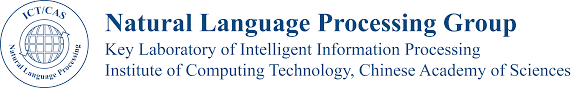 ICT/CAS
Natural Language Processing
Natural Language Processing Group
Key Laboratory of Intelligent Information Processing
Institute of Computing Technology, Chinese Academy of Sciences